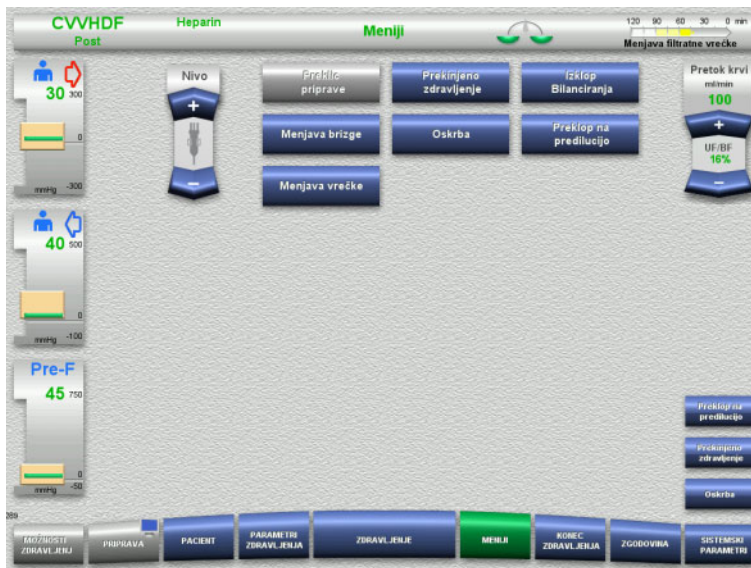 CVVHDF
Post
Heparin
Meniji
120 90 60 30 0 min
Menjava filtratne vrečke
30 300
0
mmHg -300
40 500
0
mmHg -100
Pre-F
45 750
0
mmHg -50
Nivo
+
−
Preklic
priprave
Prekinjeno
zdravljenje
Izklop
Bilanciranja
Menjava brizge
Oskrba
Preklop na
predilucijo
Menjava vrečke
Pretok krvi
ml/min
100
+
UF/BF
16%
−
Preklop na
predilucijo
Prekinjeno
zdravljenje
Oskrba
MOŽNOSTI
ZDRAVLJENJ
PRIPRAVA
PACIENT
PARAMETRI
ZDRAVLJENJA
ZDRAVLJENJE
MENIJI
KONEC
ZDRAVLJENJA
ZGODOVINA
SISTEMSKI
PARAMETRI